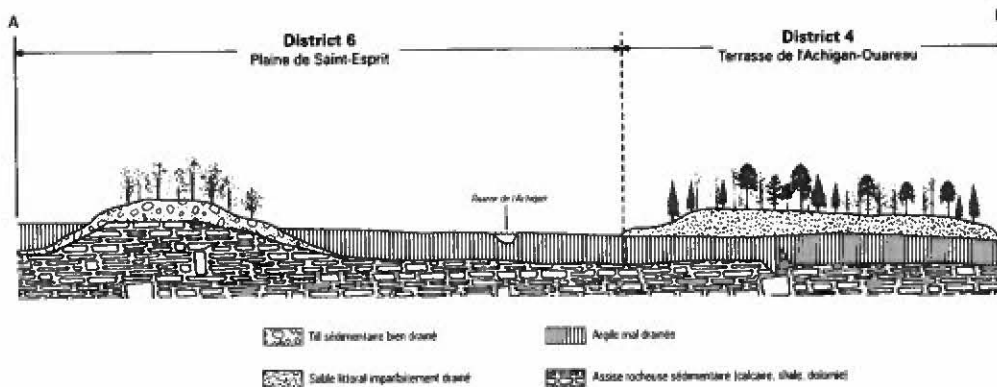 A
District 6
Plaine de Saint-Esprit
District 4
Terrasse de l'Achigan-Ouareau
Rivière de l'Achigan
Till sédimentaire bien drainé
Argile mal drainée
Sable littoral imparfaitement drainé
Assise rocheuse sédimentaire (calcaire, shale, dolomie)